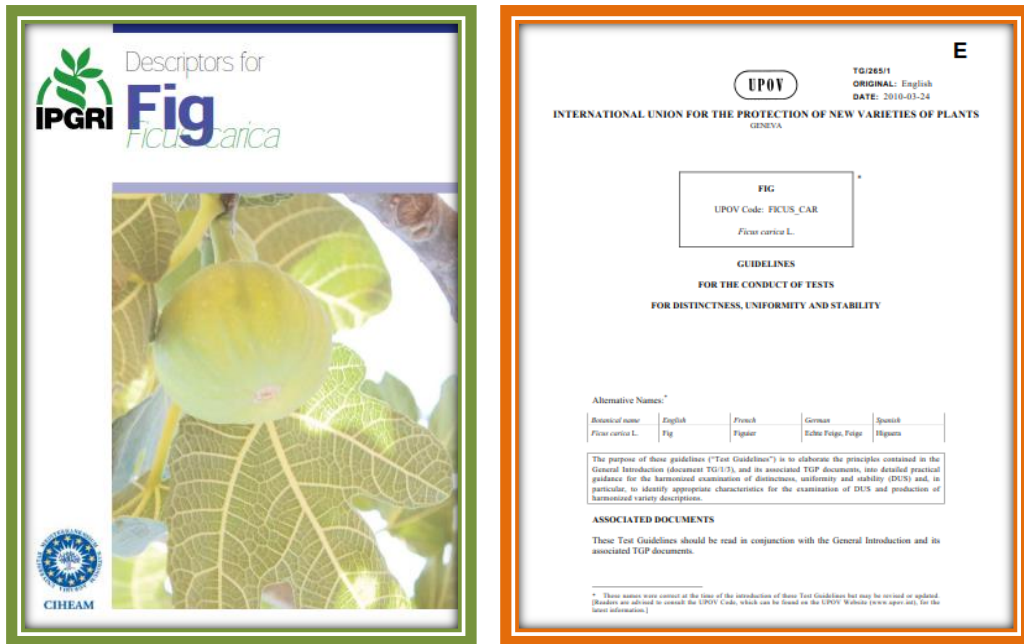 IPGRI
Descriptors for
Fig
Ficus carica
CIHEAM
E
UPOV
TG/265/1
ORIGINAL: English
DATE: 2010-03-24
INTERNATIONAL UNION FOR THE PROTECTION OF NEW VARIETIES OF PLANTS
GENEVA
*
FIG
UPOV Code: FICUS_CAR
Ficus carica L.
GUIDELINES
FOR THE CONDUCT OF TESTS
FOR DISTINCTNESS, UNIFORMITY AND STABILITY
Alternative Names:*
Botanical name English French German Spanish
Ficus carica L. Fig Figuier Echte Feige, Feige Higuera
The purpose of these guidelines (“Test Guidelines”) is to elaborate the principles contained in the
General Introduction (document TG/1/3), and its associated TGP documents, into detailed practical
guidance for the harmonized examination of distinctness, uniformity and stability (DUS) and, in
particular, to identify appropriate characteristics for the examination of DUS and production of
harmonized variety descriptions.
ASSOCIATED DOCUMENTS
These Test Guidelines should be read in conjunction with the General Introduction and its
associated TGP documents.
* These names were correct at the time of the introduction of these Test Guidelines but may be revised or updated.
[Readers are advised to consult the UPOV Code, which can be found on the UPOV Website (www.upov.int), for the
latest information.]